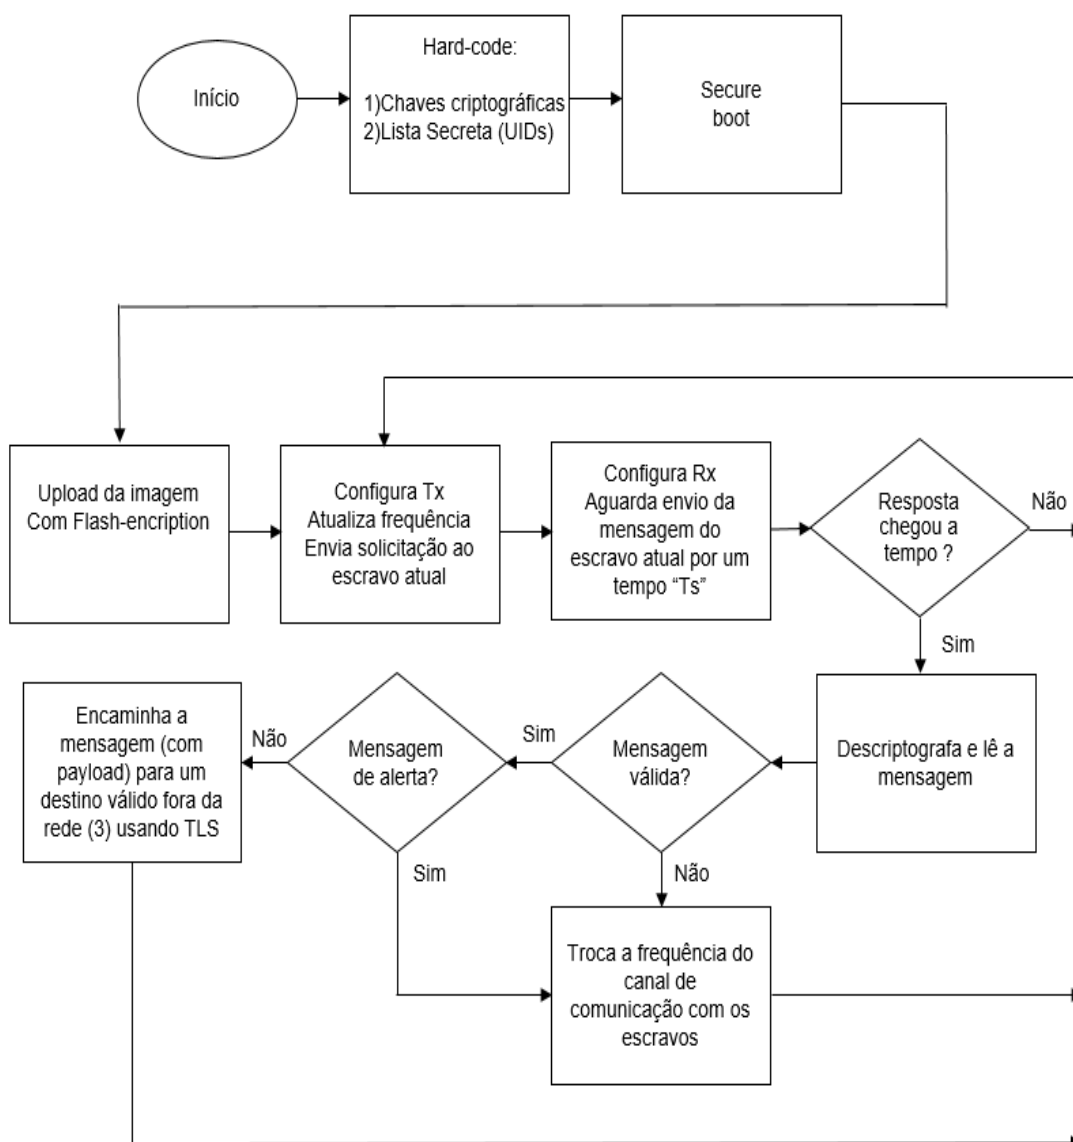 Início
Hard-code:
1)Chaves criptográficas
2)Lista Secreta (UIDs)
Secure
boot
Upload da imagem
Com Flash-encription
Configura Tx
Atualiza frequência
Envia solicitação ao
escravo atual
Configura Rx
Aguarda envio da
mensagem do
escravo atual por um
tempo “Ts”
Resposta
chegou a
tempo ?
Não
Sim
Descriptografa e lê a
mensagem
Mensagem
válida?
Sim
Não
Mensagem
de alerta?
Não
Sim
Encaminha a
mensagem (com
payload) para um
destino válido fora da
rede (3) usando TLS
Troca a frequência do
canal de
comunicação com os
escravos